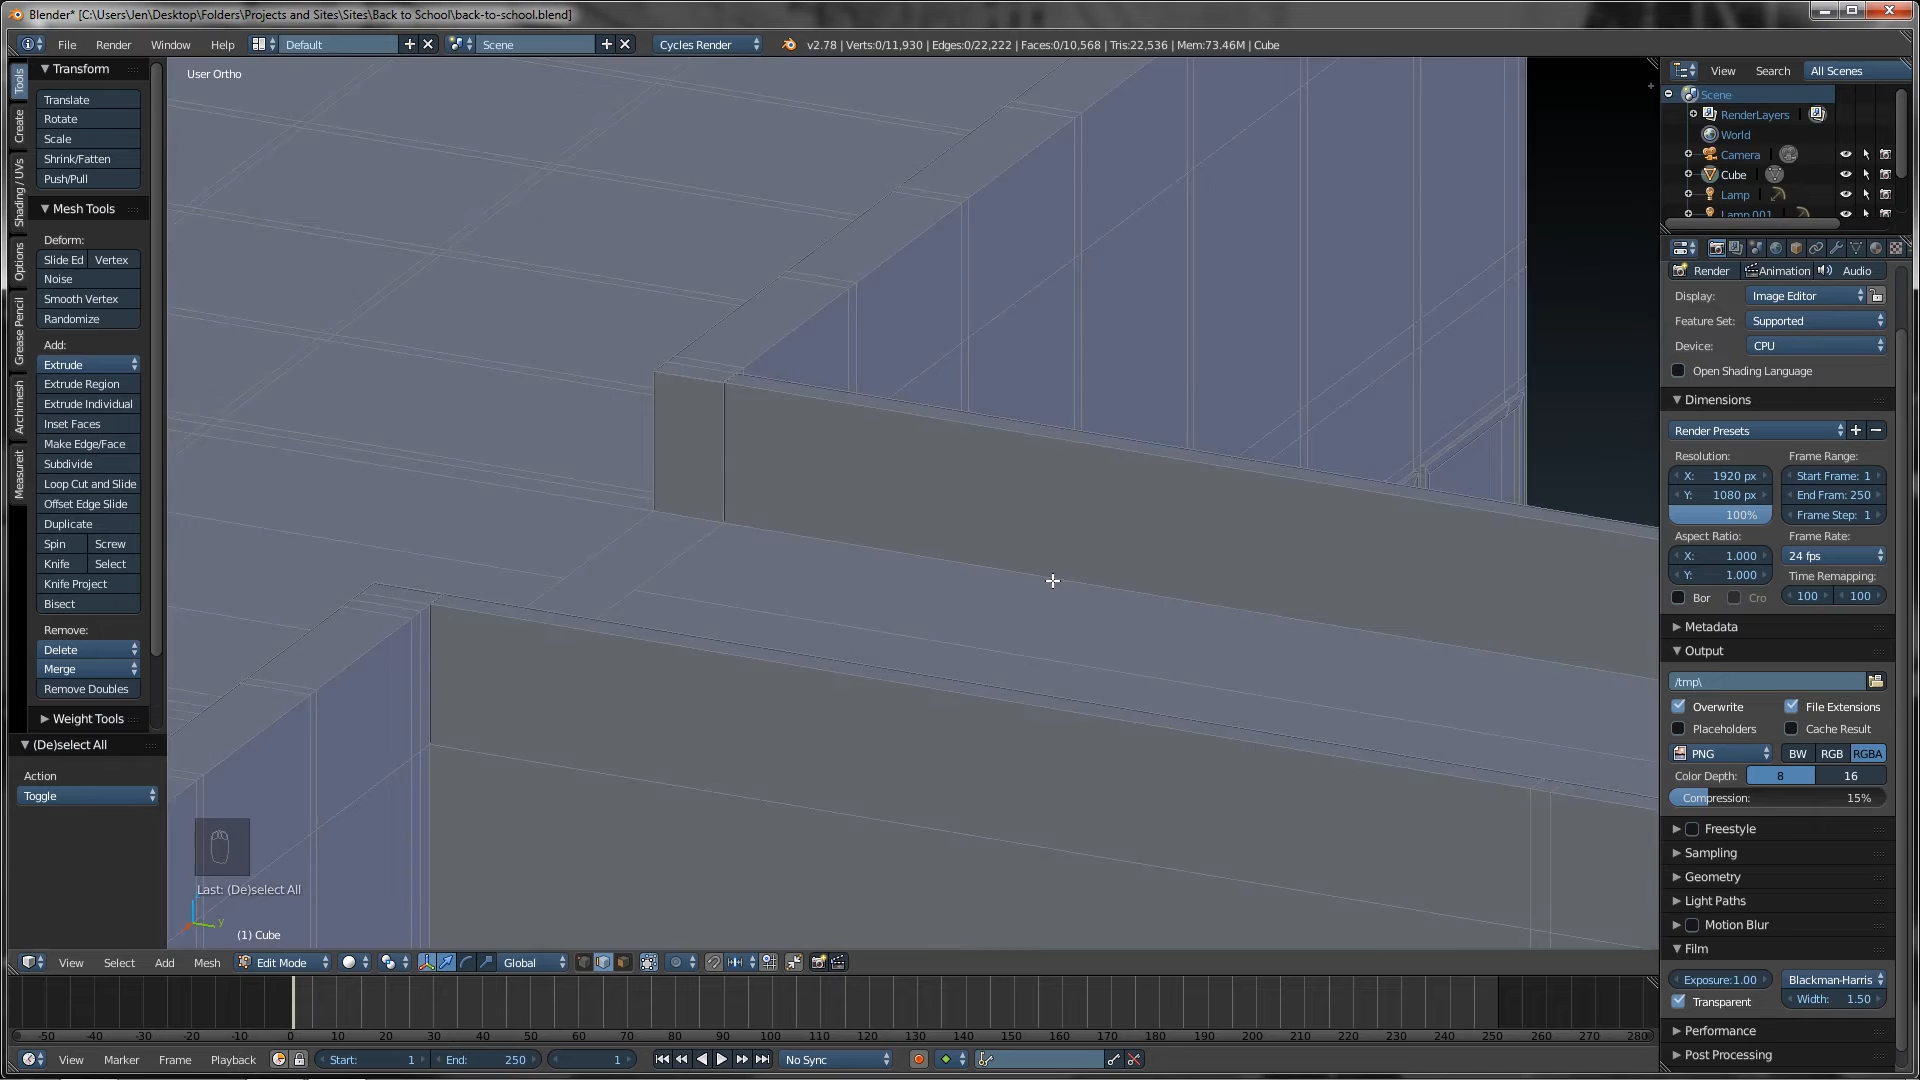 Blender* [C:\Users\Jen\Desktop\Folders\Projects and Sites\Sites\Back to School\back-to-school.blend]
File Render Window Help Default Scene Cycles Render v2.78 | Verts:0/11,930 | Edges:0/22,222 | Faces:0/10,568 | Tris:22,536 | Mem:73.46M | Cube
Tools
Create
Shading / UVs
Options
Grease Pencil
Archimesh
Measureit
Transform
Translate
Rotate
Scale
Shrink/Fatten
Push/Pull
Mesh Tools
Deform:
Slide Ed Vertex
Noise
Smooth Vertex
Randomize
Add:
Extrude
Extrude Region
Extrude Individual
Inset Faces
Make Edge/Face
Subdivide
Loop Cut and Slide
Offset Edge Slide
Duplicate
Spin Screw
Knife Select
Knife Project
Bisect
Remove:
Delete
Merge
Remove Doubles
Weight Tools
(De)select All
Action
Toggle
User Ortho
Last: (De)select All
y
(1) Cube
View Search All Scenes
Scene
RenderLayers
World
Camera
Cube
Lamp
Lamp.001
Render Animation Audio
Display: Image Editor
Feature Set: Supported
Device: CPU
Open Shading Language
Dimensions
Render Presets
Resolution: Frame Range:
X: 1920 px Start Frame: 1
Y: 1080 px End Fram: 250
100% Frame Step: 1
Aspect Ratio: Frame Rate:
X: 1.000 24 fps
Y: 1.000 Time Remapping:
Bor Cro 100 100
Metadata
Output
/tmp\
Overwrite File Extensions
Placeholders Cache Result
PNG BW RGB RGBA
Color Depth: 8 16
Compression: 15%
Freestyle
Sampling
Geometry
Light Paths
Motion Blur
Film
Exposure:1.00 Blackman-Harris
Transparent Width: 1.50
Performance
Post Processing
View Select Add Mesh Edit Mode Global
-50 -40 -30 -20 -10 0 10 20 30 40 50 60 70 80 90 100 110 120 130 140 150 160 170 180 190 200 210 220 230 240 250 260 270 280
View Marker Frame Playback Start: 1 End: 250 1 No Sync